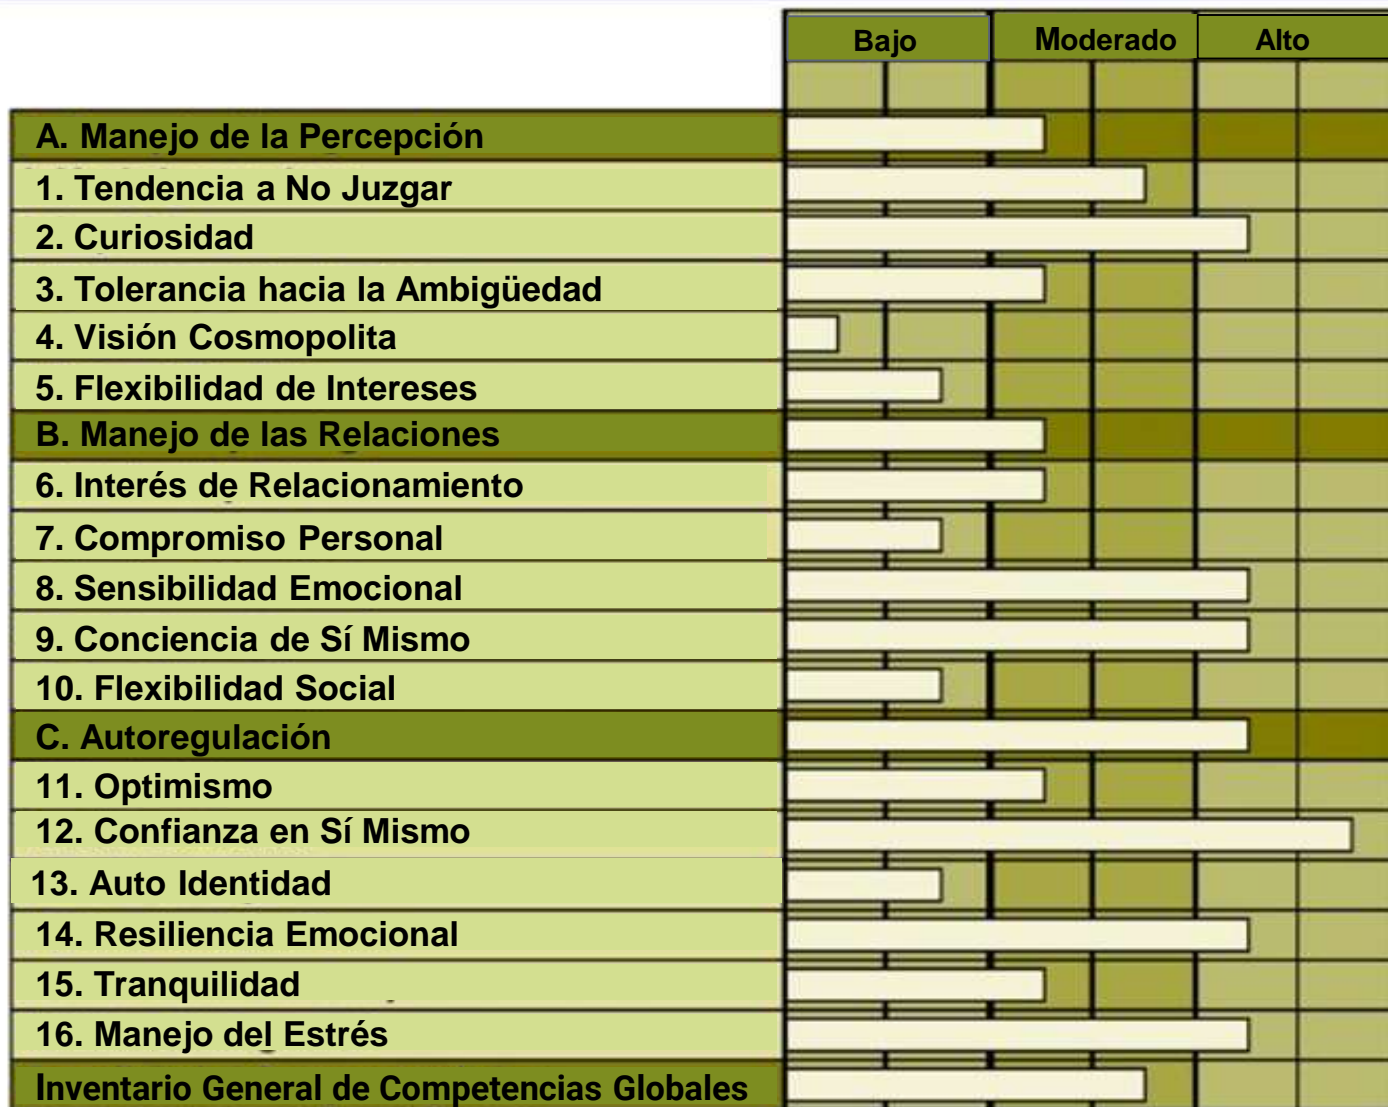 Bajo Moderado Alto
A. Manejo de la Percepción
1. Tendencia a No Juzgar
2. Curiosidad
3. Tolerancia hacia la Ambigüedad
4. Visión Cosmopolita
5. Flexibilidad de Intereses
B. Manejo de las Relaciones
6. Interés de Relacionamiento
7. Compromiso Personal
8. Sensibilidad Emocional
9. Conciencia de Sí Mismo
10. Flexibilidad Social
C. Autoregulación
11. Optimismo
12. Confianza en Sí Mismo
13. Auto Identidad
14. Resiliencia Emocional
15. Tranquilidad
16. Manejo del Estrés
Inventario General de Competencias Globales